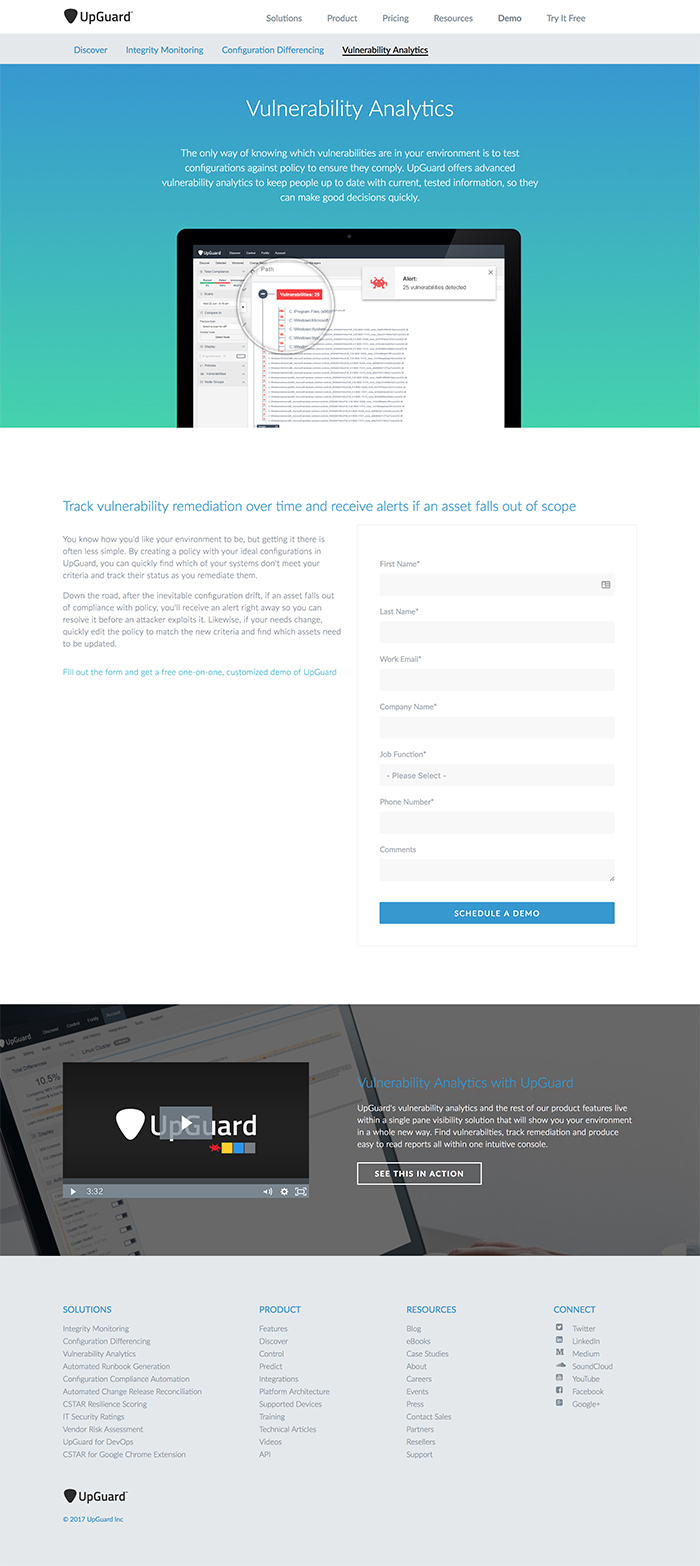 UpGuard
Solutions Product Pricing Resources Demo Try It Free
Discover Integrity Monitoring Configuration Differencing Vulnerability Analytics
Vulnerability Analytics
The only way of knowing which vulnerabilities are in your environment is to test
configurations against policy to ensure they comply. UpGuard offers advanced
vulnerability analytics to keep people up to date with current, tested information, so they
can make good decisions quickly.
UpGuard
Discover Control Fortify Account
Path
Vulnerabilities: 25
Alert:
25 vulnerabilities detected
C:\Program Files (x86)
C:\Windows\Microsoft
C:\Windows\System
Track vulnerability remediation over time and receive alerts if an asset falls out of scope
You know how you'd like your environment to be, but getting it there is
often less simple. By creating a policy with your ideal configurations in
UpGuard, you can quickly find which of your systems don't meet your
criteria and track their status as you remediate them.
Down the road, after the inevitable configuration drift, if an asset falls out
of compliance with policy, you'll receive an alert right away so you can
resolve it before an attacker exploits it. Likewise, if your needs change,
quickly edit the policy to match the new criteria and find which assets need
to be updated.
Fill out the form and get a free one-on-one, customized demo of UpGuard
First Name*
Last Name*
Work Email*
Company Name*
Job Function*
- Please Select -
Phone Number*
Comments
SCHEDULE A DEMO
UpGuard
Linux Cluster
10.5%
UpGuard
3:32
Vulnerability Analytics with UpGuard
UpGuard's vulnerability analytics and the rest of our product features live
within a single pane visibility solution that will show you your environment
in a whole new way. Find vulnerabilities, track remediation and produce
easy to read reports all within one intuitive console.
SEE THIS IN ACTION
SOLUTIONS
Integrity Monitoring
Configuration Differencing
Vulnerability Analytics
Automated Runbook Generation
Configuration Compliance Automation
Automated Change Release Reconciliation
CSTAR Resilience Scoring
IT Security Ratings
Vendor Risk Assessment
UpGuard for DevOps
CSTAR for Google Chrome Extension
PRODUCT
Features
Discover
Control
Predict
Integrations
Platform Architecture
Supported Devices
Training
Technical Articles
Videos
API
RESOURCES
Blog
eBooks
Case Studies
About
Careers
Events
Press
Contact Sales
Partners
Resellers
Support
CONNECT
Twitter
LinkedIn
Medium
SoundCloud
YouTube
Facebook
Google+
UpGuard
© 2017 UpGuard Inc